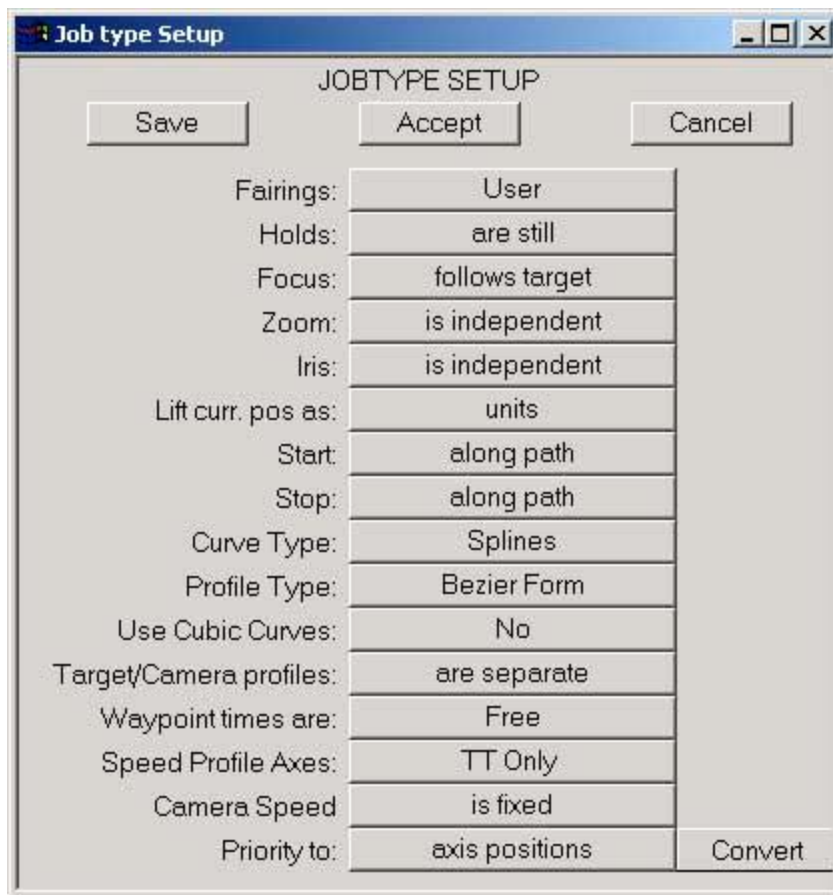 Job type Setup
JOBTYPE SETUP
Save Accept Cancel
Fairings: User
Holds: are still
Focus: follows target
Zoom: is independent
Iris: is independent
Lift curr. pos as: units
Start: along path
Stop: along path
Curve Type: Splines
Profile Type: Bezier Form
Use Cubic Curves: No
Target/Camera profiles: are separate
Waypoint times are: Free
Speed Profile Axes: TT Only
Camera Speed is fixed
Priority to: axis positions Convert